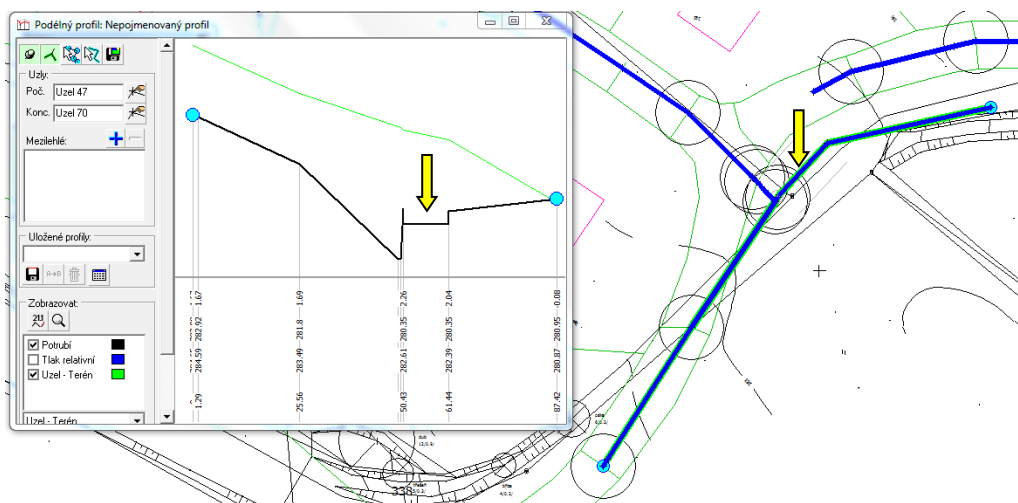 Podélný profil: Nepojmenovaný profil
Uzly:
Poč. Uzel 47
Konc. Uzel 70
Mezilehlé:
Uložené profily:
A→B
Zobrazovat:
Potrubí
Tlak relativní
Uzel - Terén
Uzel - Terén
1.67
1.69
2.26
2.04
-0.08
282.92
281.8
280.35
280.35
280.95
284.59
283.49
282.61
282.39
280.87
1.29
25.56
50.43
61.44
87.42
dub
338